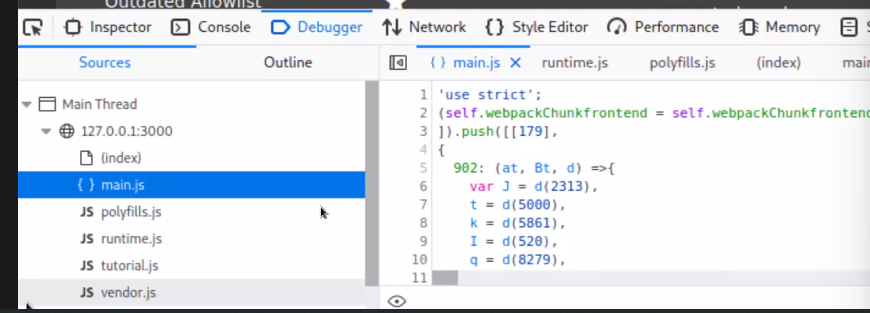 Outdated Allowlist
Inspector Console Debugger Network Style Editor Performance Memory
Sources Outline
{ } main.js runtime.js polyfills.js (index)
Main Thread
127.0.0.1:3000
(index)
{ } main.js
JS polyfills.js
JS runtime.js
JS tutorial.js
JS vendor.js
1 'use strict';
2 (self.webpackChunkfrontend = self.webpackChunkfrontend
3 ]).push([[179],
4 {
5 902: (at, Bt, d) =>{
6 var J = d(2313),
7 t = d(5000),
8 k = d(5861),
9 I = d(520),
10 q = d(8279),
11